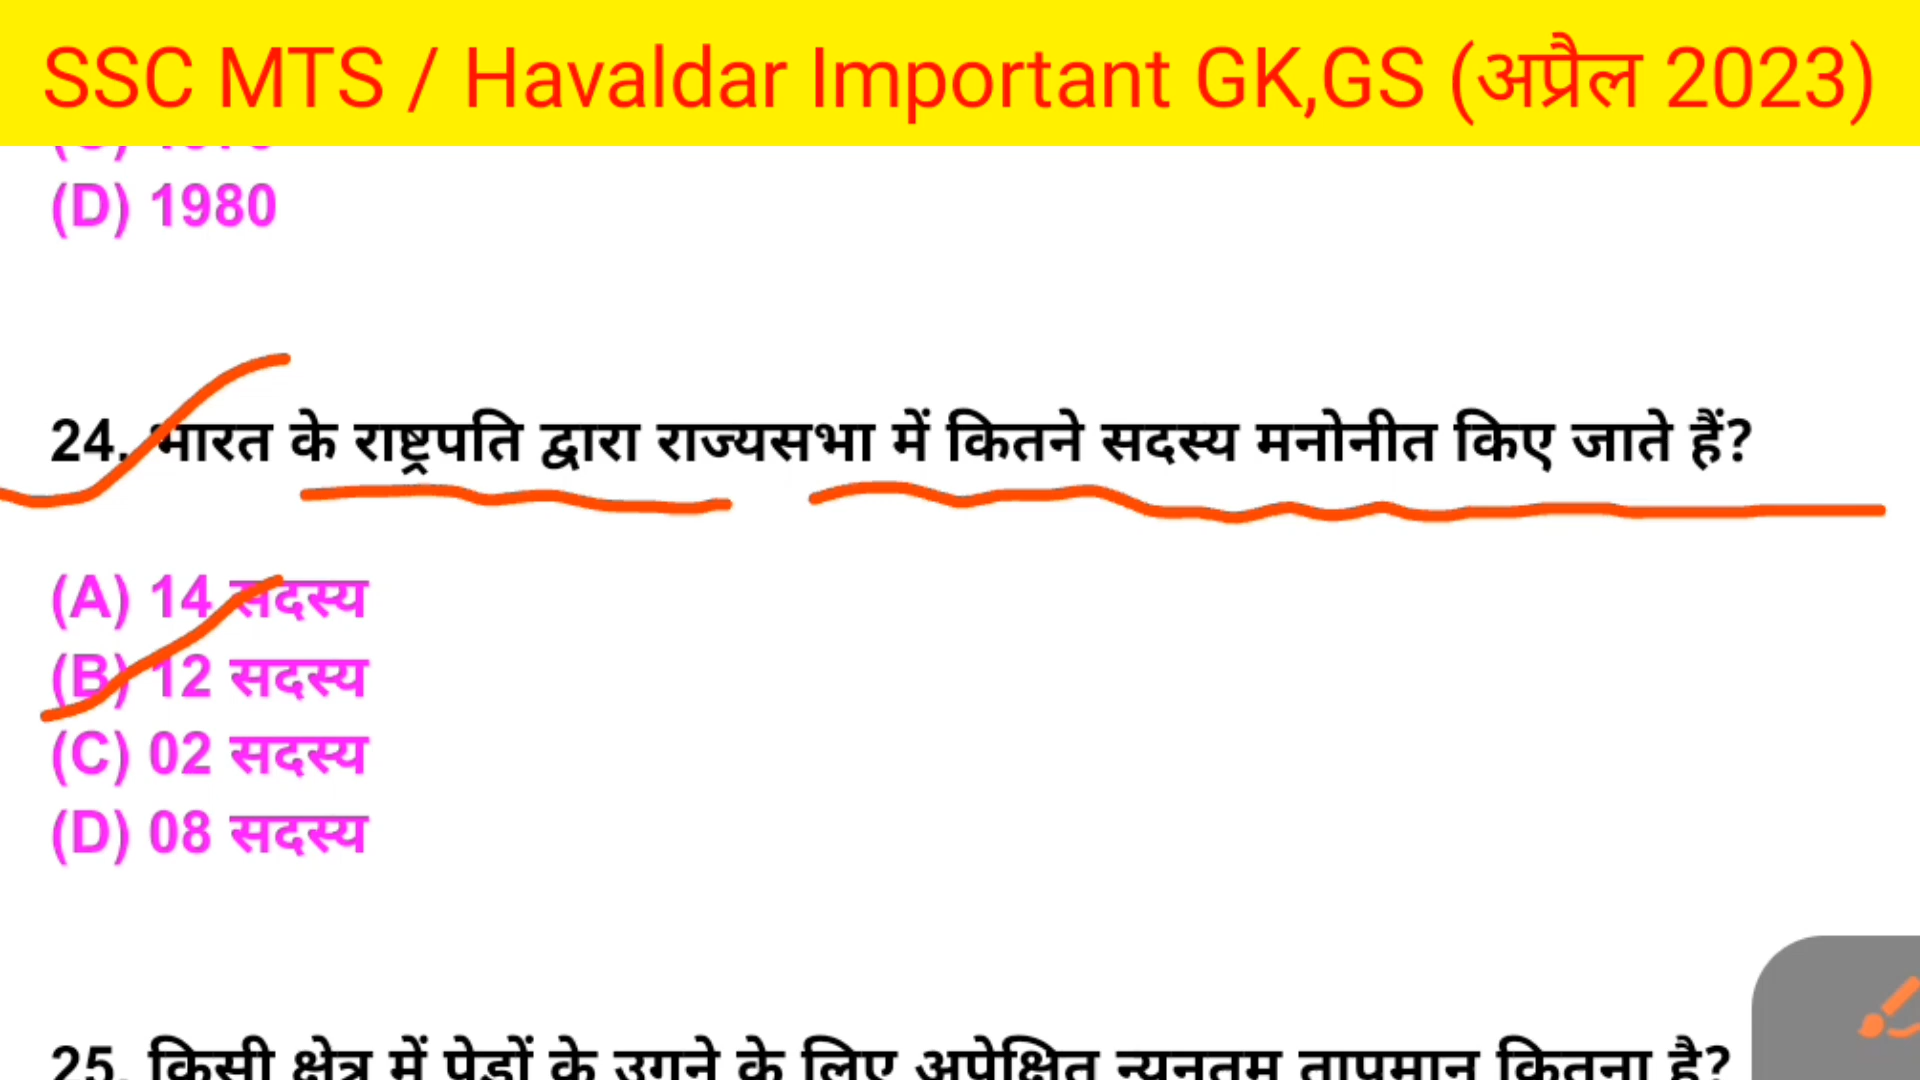 SSC MTS / Havaldar Important GK,GS (अप्रैल 2023)
(D) 1980
24. भारत के राष्ट्रपति द्वारा राज्यसभा में कितने सदस्य मनोनीत किए जाते हैं?
(A) 14 सदस्य
(B) 12 सदस्य
(C) 02 सदस्य
(D) 08 सदस्य
25. किसी क्षेत्र में पेड़ों के उगने के लिए अपेक्षित न्यूनतम तापमान कितना है?